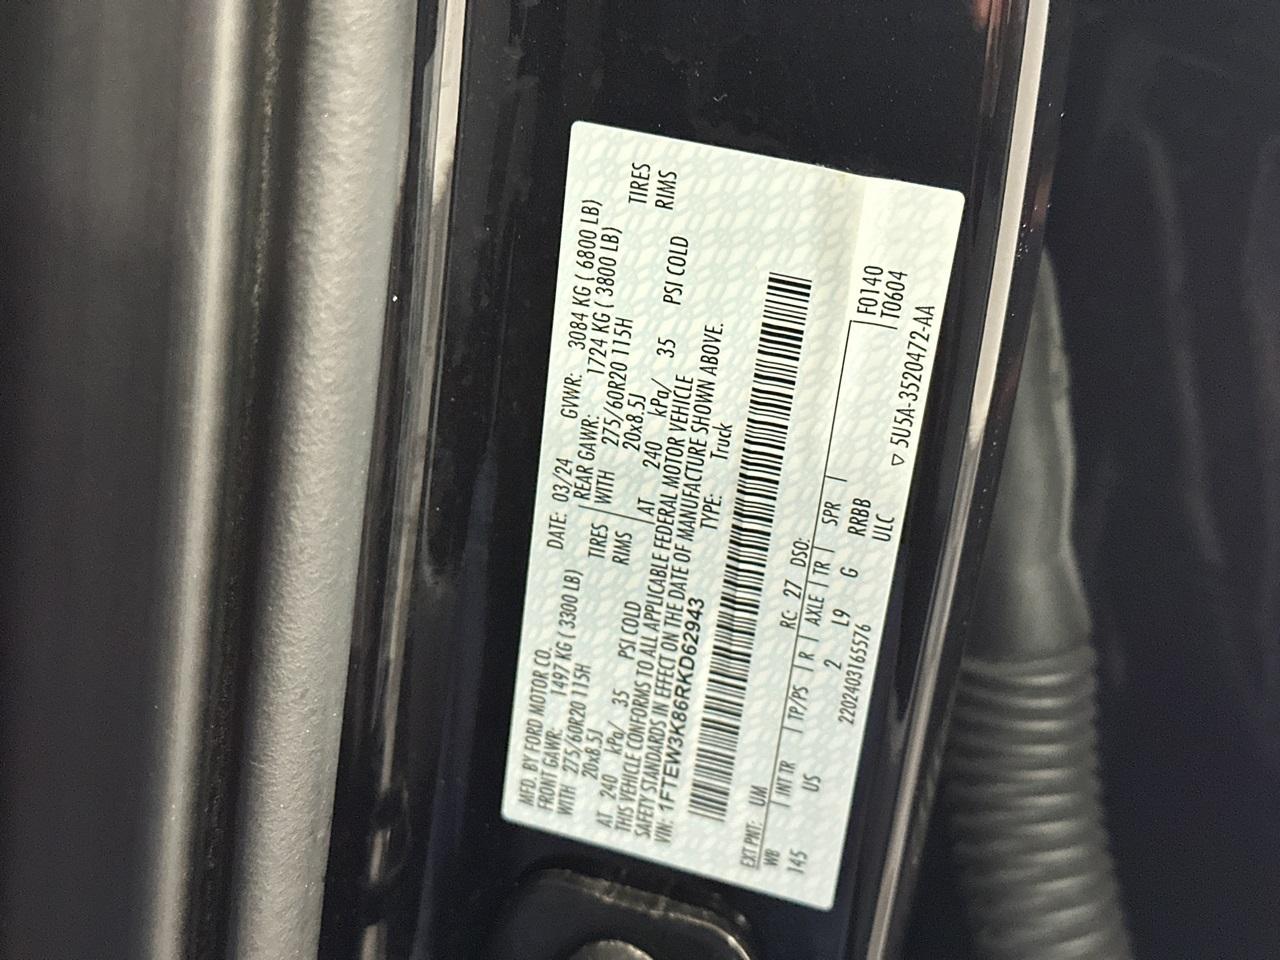 MFD. BY FORD MOTOR CO. DATE: 03/24 GVWR: 3084 KG ( 6800 LB)
FRONT GAWR: 1497 KG ( 3300 LB) REAR GAWR: 1724 KG ( 3800 LB)
WITH 275/60R20 115H TIRES WITH 275/60R20 115H TIRES
20x8.5J RIMS 20x8.5J RIMS
AT 240 kPa/ 35 PSI COLD AT 240 kPa/ 35 PSI COLD
THIS VEHICLE CONFORMS TO ALL APPLICABLE FEDERAL MOTOR VEHICLE
SAFETY STANDARDS IN EFFECT ON THE DATE OF MANUFACTURE SHOWN ABOVE.
VIN: 1FTEW3K86RKD62943 TYPE: Truck
EXT PNT: UM RC: 27 DSO: F0140
WB INT TR TP/PS R AXLE TR SPR T0604
145 US 2 L9 G RRBB
220240316S576 ULC ▽ 5U5A-3520472-AA